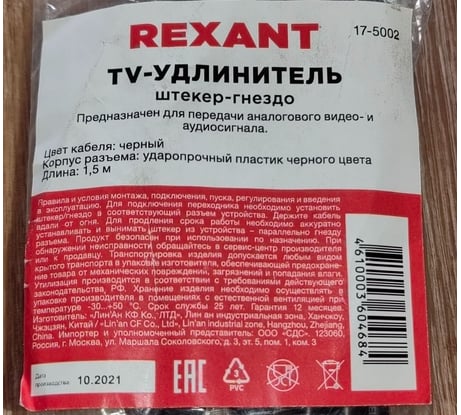 REXANT
17-5002
TV-УДЛИНИТЕЛЬ
штекер-гнездо
Предназначен для передачи аналогового видео- и
аудиосигнала.
Цвет кабеля: черный
Корпус разъема: ударопрочный пластик черного цвета
Длина: 1,5 м
Правила и условия монтажа, подключения, пуска, регулирования и введения
в эксплуатацию. Для подключения переходника необходимо установить
штекер/гнездо в соответствующий разъем устройства. Держите кабель
вдали от огня. Для продления срока работы необходимо аккуратно
устанавливать и вынимать штекер из устройства – параллельно гнезду
разъема. Продукт безопасен при использовании по назначению. При
обнаружении неисправности обращайтесь в сервис-центр производителя
или к продавцу. Транспортировка изделия допускается любым видом
крытого транспорта в упаковке изготовителя, обеспечивающей предохране-
ние товара от механических повреждений, загрязнений и попадания влаги.
Утилизация производится в соответствии с требованиями действующего
законодательства РФ. Хранение изделия необходимо осуществлять в
упаковке производителя в помещениях с естественной вентиляцией при
температуре -30...+50 °C. Срок службы 25 лет. Гарантия 12 месяцев.
Изготовитель: «Лин'Ан КФ Ко., ЛТД», Лин ан индустриальная зона, Ханчжоу,
Чжэцзян, Китай / «Lin'an CF Co., Ltd», Lin'an industrial zone, Hangzhou, Zhejiang,
China. Импортер и уполномоченный представитель: ООО «СДС». 123060,
Россия, г. Москва, ул. Маршала Соколовского, д. 3, эт. 5, пом. 1, ком. 3
4610003604684
Дата
производства:
10.2021
EAC
3
PVC